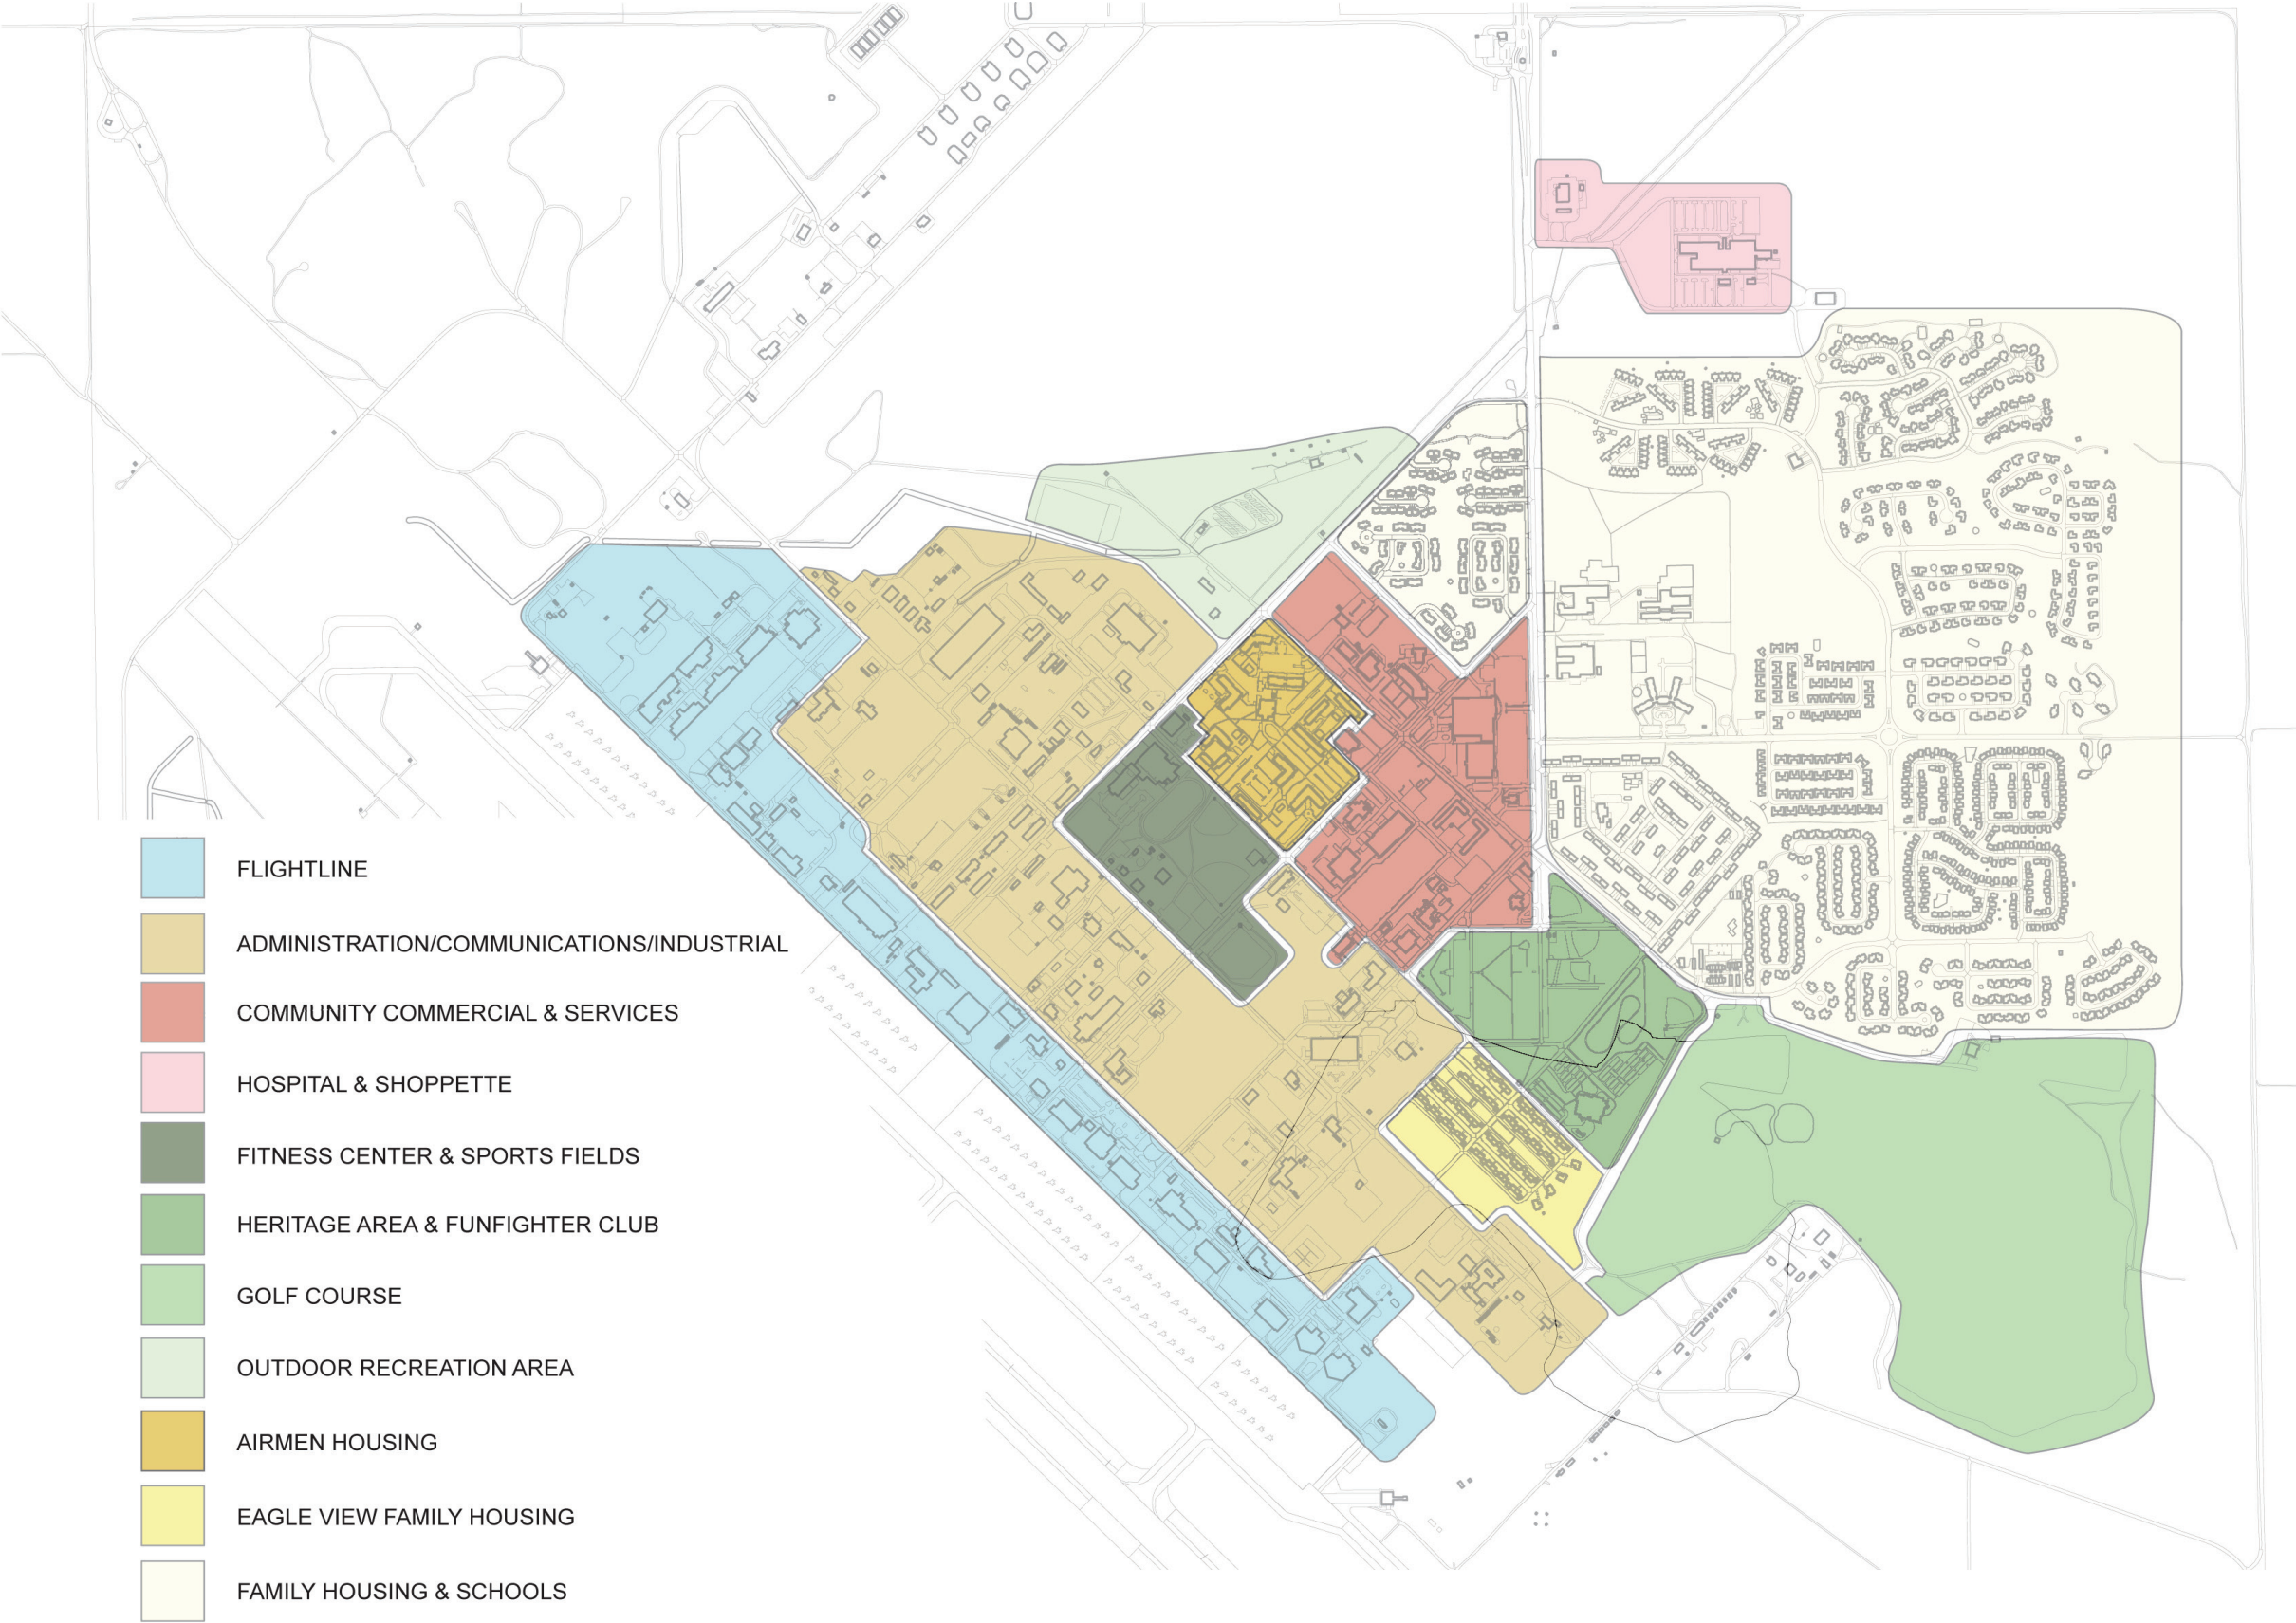 FLIGHTLINE
ADMINISTRATION/COMMUNICATIONS/INDUSTRIAL
COMMUNITY COMMERCIAL & SERVICES
HOSPITAL & SHOPPETTE
FITNESS CENTER & SPORTS FIELDS
HERITAGE AREA & FUNFIGHTER CLUB
GOLF COURSE
OUTDOOR RECREATION AREA
AIRMEN HOUSING
EAGLE VIEW FAMILY HOUSING
FAMILY HOUSING & SCHOOLS